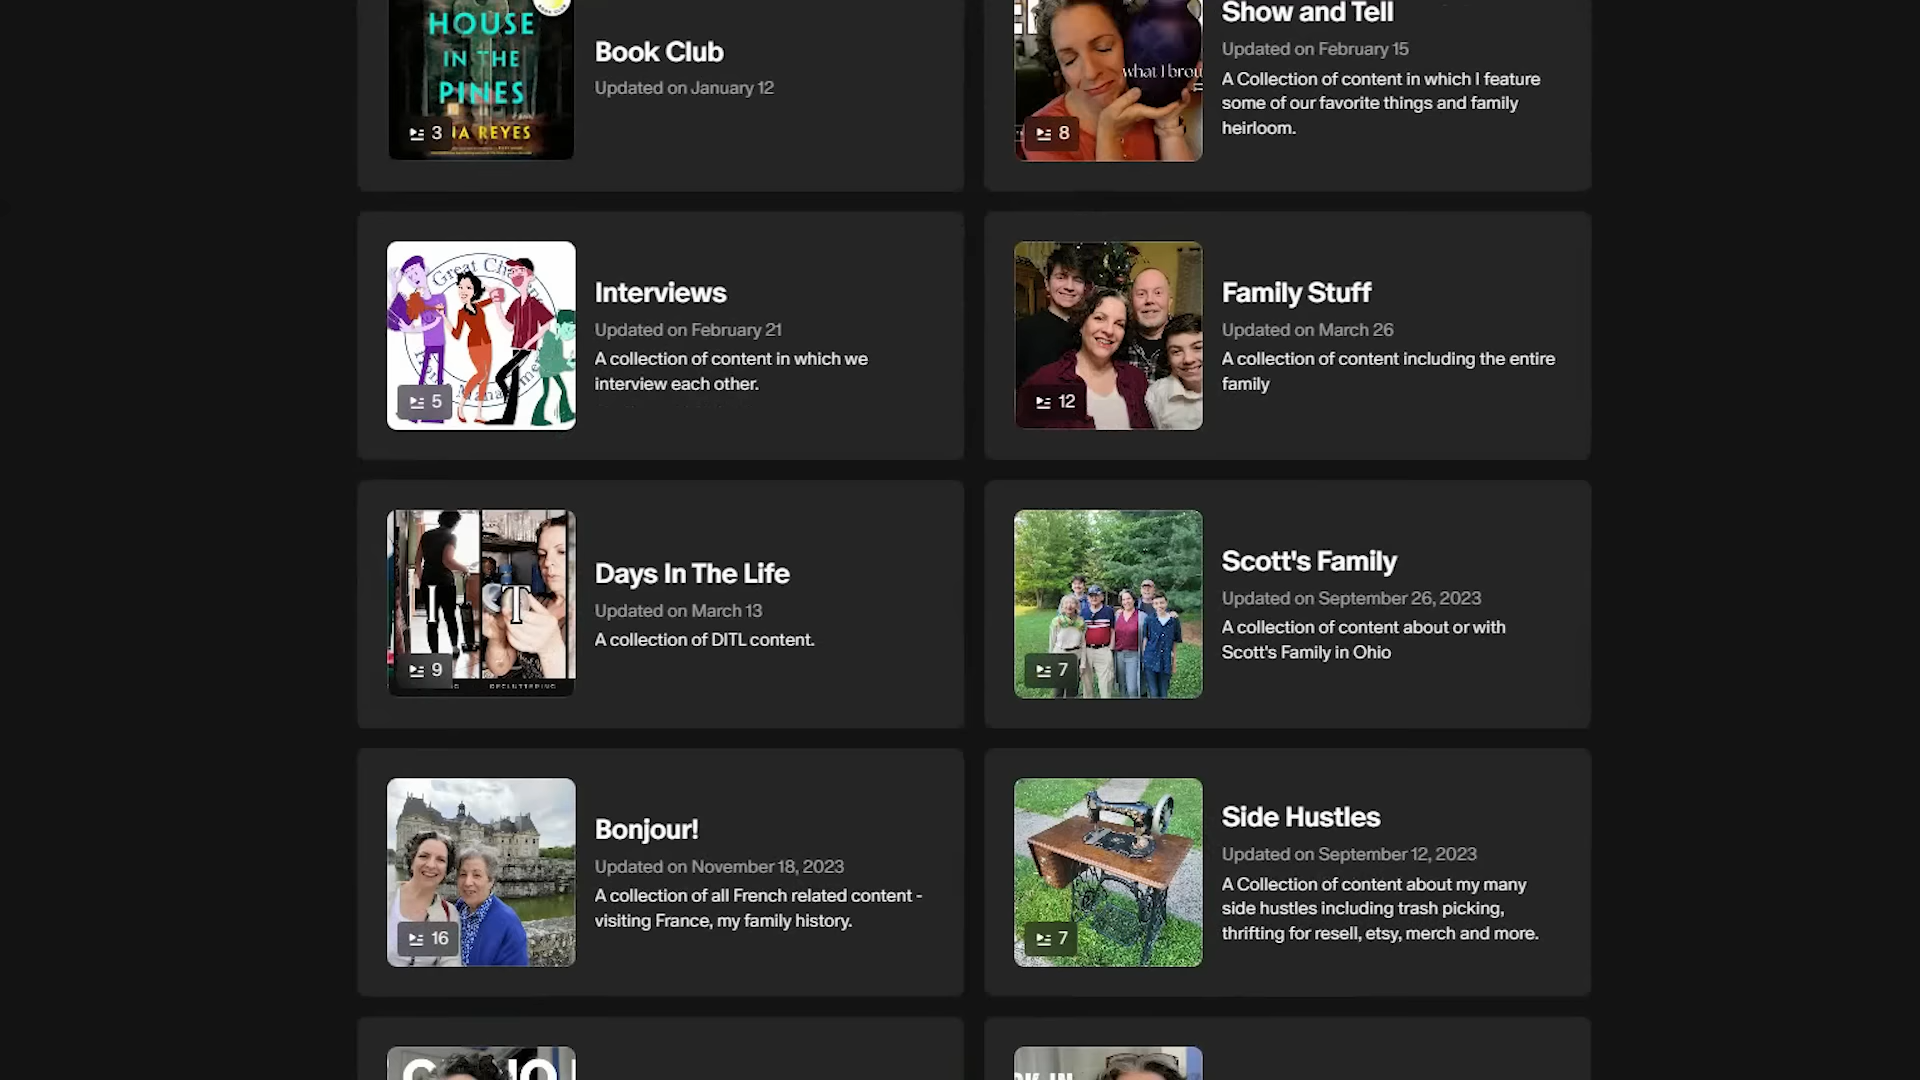 HOUSE
IN THE
PINES
NA REYES
3
Book Club
Updated on January 12
what I brou
8
Show and Tell
Updated on February 15
A Collection of content in which I feature
some of our favorite things and family
heirloom.
Great Cha
5
Interviews
Updated on February 21
A collection of content in which we
interview each other.
12
Family Stuff
Updated on March 26
A collection of content including the entire
family
I T
DECLUTTERING
9
Days In The Life
Updated on March 13
A collection of DITL content.
7
Scott's Family
Updated on September 26, 2023
A collection of content about or with
Scott's Family in Ohio
16
Bonjour!
Updated on November 18, 2023
A collection of all French related content -
visiting France, my family history.
7
Side Hustles
Updated on September 12, 2023
A Collection of content about my many
side hustles including trash picking,
thrifting for resell, etsy, merch and more.